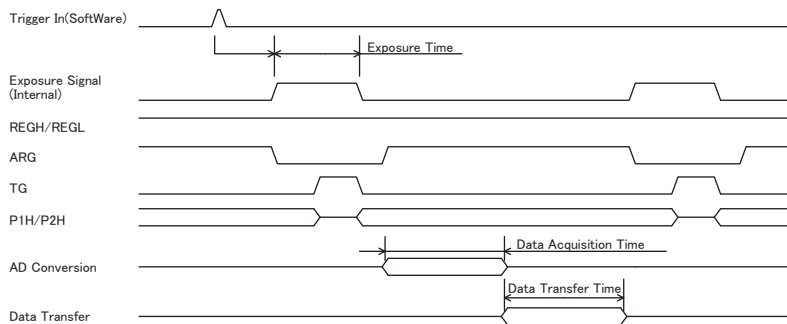 Trigger In(SoftWare)
Exposure Time
Exposure Signal
(Internal)
REGH/REGL
ARG
TG
P1H/P2H
Data Acquisition Time
AD Conversion
Data Transfer Time
Data Transfer